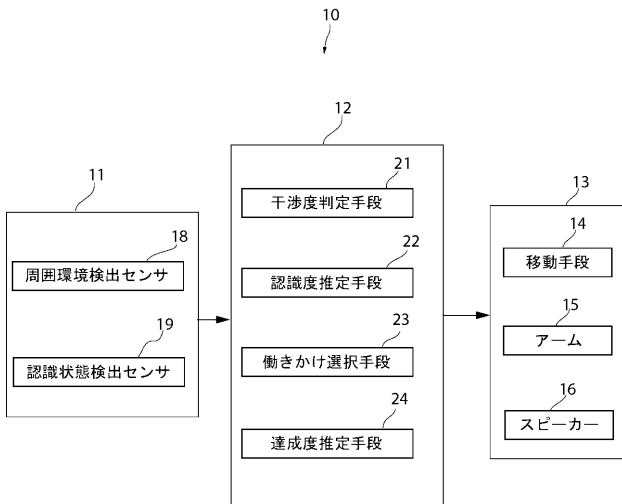 10
11
18
周囲環境検出センサ
19
認識状態検出センサ
12
21
干渉度判定手段
22
認識度推定手段
23
働きかけ選択手段
24
達成度推定手段
13
14
移動手段
15
アーム
16
スピーカー